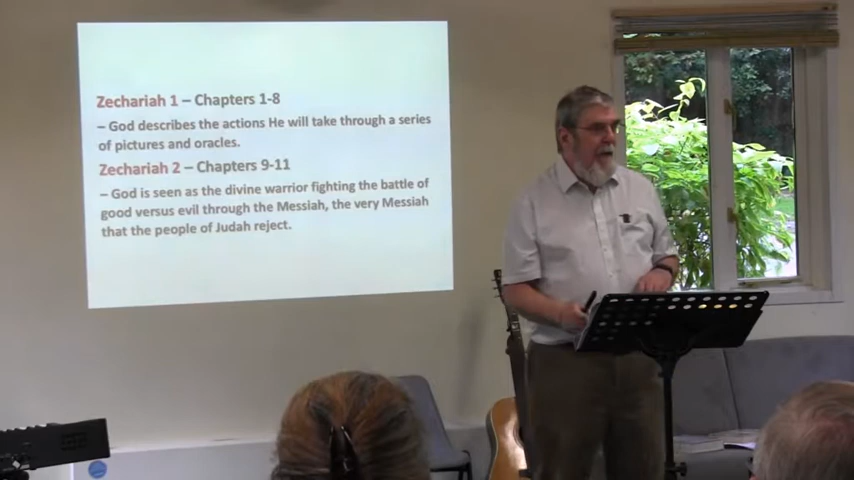 Zechariah 1 – Chapters 1-8
– God describes the actions He will take through a series
of pictures and oracles.
Zechariah 2 – Chapters 9-11
– God is seen as the divine warrior fighting the battle of
good versus evil through the Messiah, the very Messiah
that the people of Judah reject.